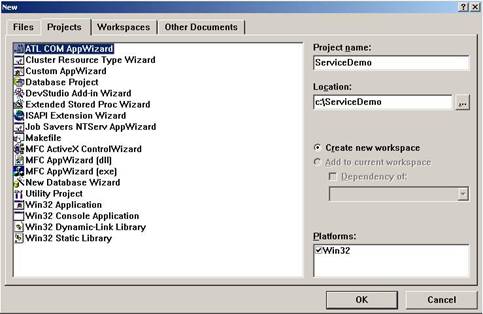 New
Files
Projects
Workspaces
Other Documents
ATL COM AppWizard
Cluster Resource Type Wizard
Custom AppWizard
Database Project
DevStudio Add-in Wizard
Extended Stored Proc Wizard
ISAPI Extension Wizard
Job Savers NTServ AppWizard
Makefile
MFC ActiveX ControlWizard
MFC AppWizard (dll)
MFC AppWizard (exe)
New Database Wizard
Utility Project
Win32 Application
Win32 Console Application
Win32 Dynamic-Link Library
Win32 Static Library
Project name:
ServiceDemo
Location:
c:\ServiceDemo
...
Create new workspace
Add to current workspace
Dependency of:
Platforms:
Win32
OK
Cancel